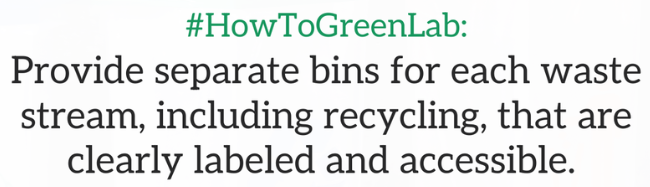 #HowToGreenLab:
Provide separate bins for each waste
stream, including recycling, that are
clearly labeled and accessible.